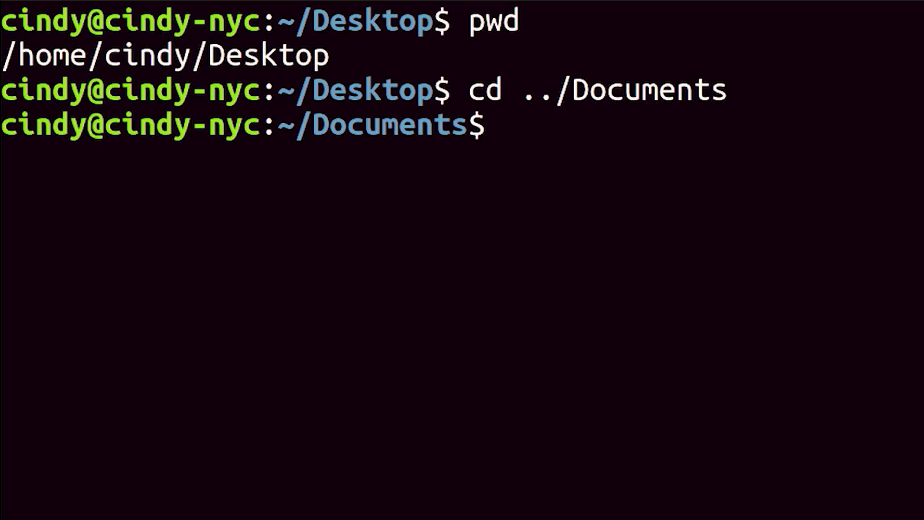 cindy@cindy-nyc:~/Desktop$ pwd
/home/cindy/Desktop
cindy@cindy-nyc:~/Desktop$ cd ../Documents
cindy@cindy-nyc:~/Documents$